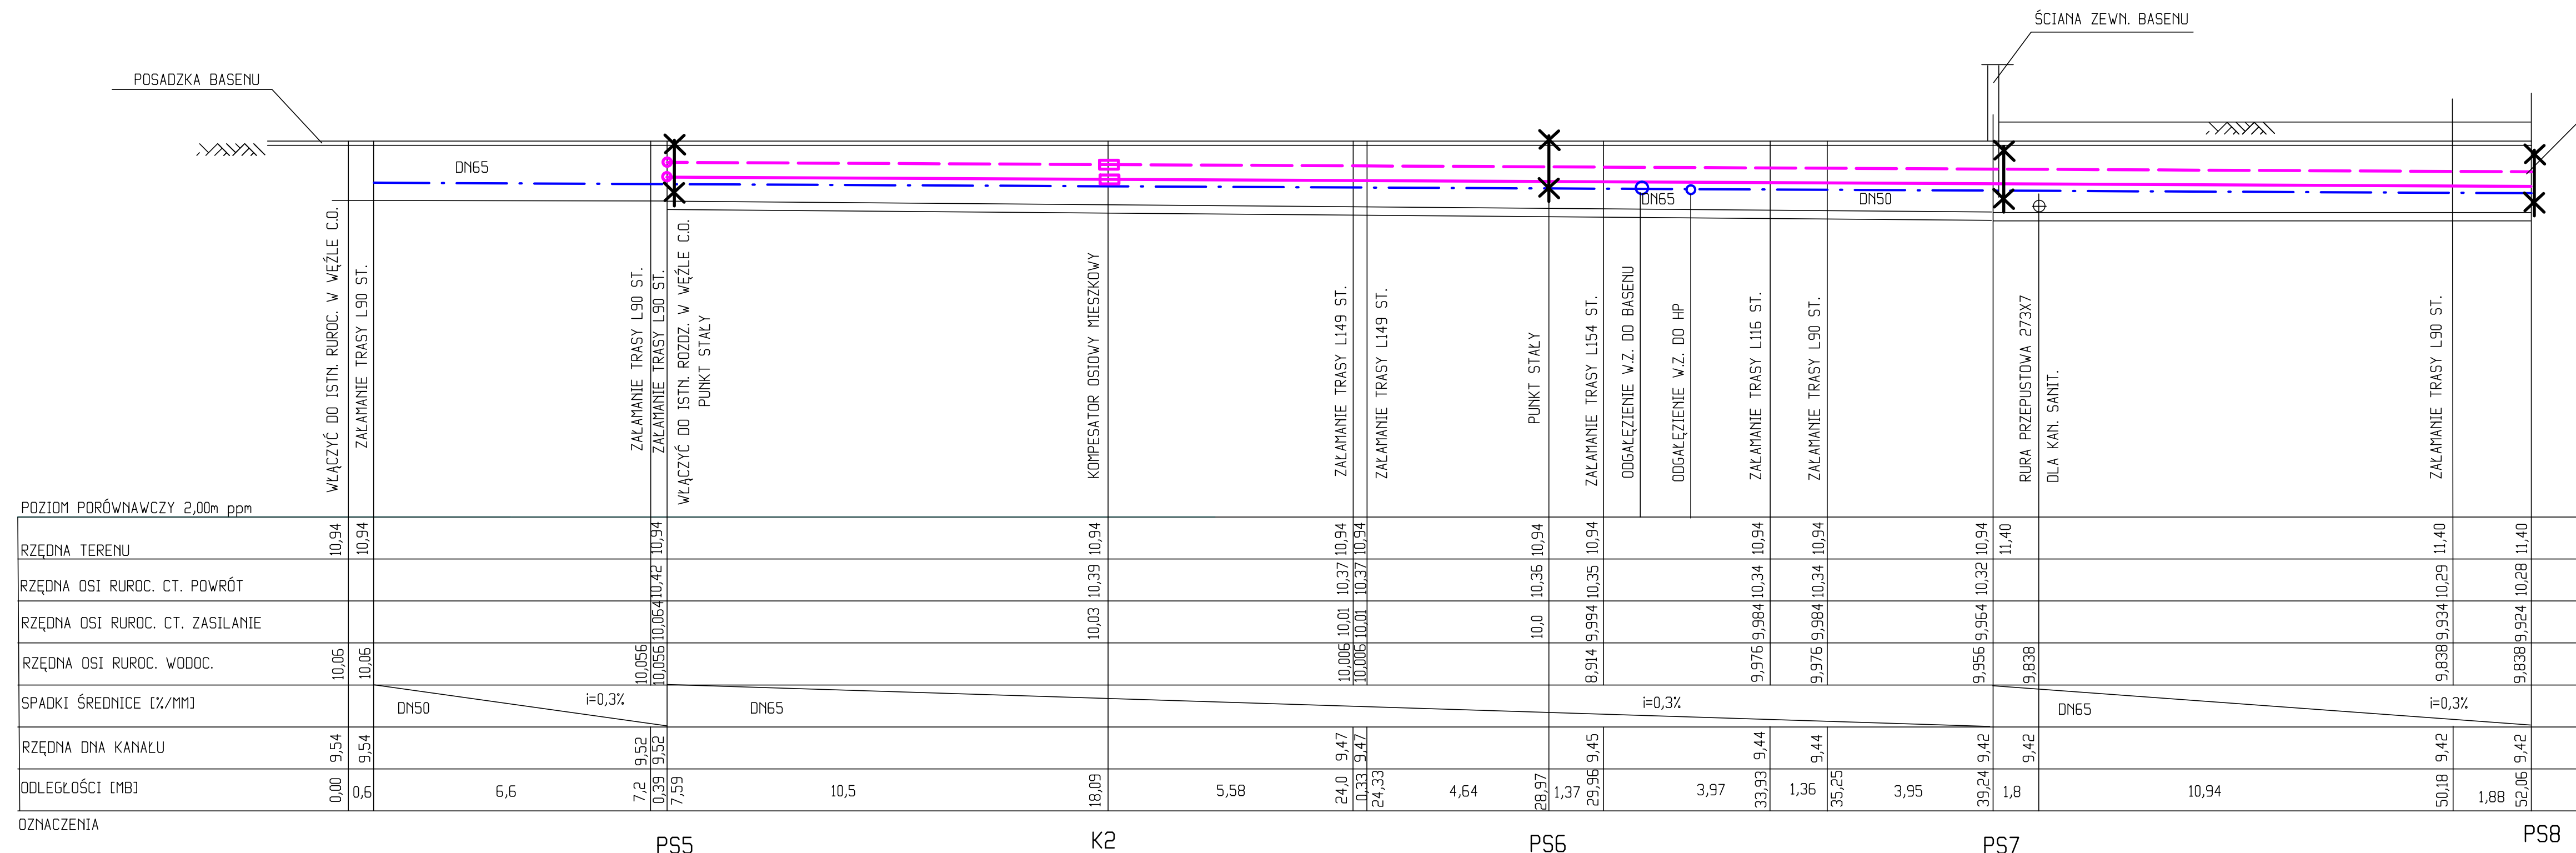 ŚCIANA ZEWN. BASENU
POSADZKA BASENU
DN65
DN65
DN50
WŁĄCZYĆ DO ISTN. RUROC. W WĘŹLE C.O.
ZAŁAMANIE TRASY L90 ST.
ZAŁAMANIE TRASY L90 ST.
ZAŁAMANIE TRASY L90 ST.
WŁĄCZYĆ DO ISTN. ROZDZ. W WĘŹLE C.O.
PUNKT STAŁY
KOMPESATOR OSIOWY MIESZKOWY
ZAŁAMANIE TRASY L149 ST.
ZAŁAMANIE TRASY L149 ST.
PUNKT STAŁY
ZAŁAMANIE TRASY L154 ST.
ODGAŁĘZIENIE W.Z. DO BASENU
ODGAŁĘZIENIE W.Z. DO HP
ZAŁAMANIE TRASY L116 ST.
ZAŁAMANIE TRASY L90 ST.
RURA PRZEPUSTOWA 273X7
DLA KAN. SANIT.
ZAŁAMANIE TRASY L90 ST.
POZIOM PORÓWNAWCZY 2,00m ppm
RZĘDNA TERENU 10,94 10,94 10,94 10,94 10,94 10,94 10,94 10,94 10,94 10,94 10,94 11,40 11,40 11,40
RZĘDNA OSI RUROC. CT. POWRÓT 10,42 10,39 10,37 10,37 10,36 10,35 10,34 10,34 10,32 10,29 10,28
RZĘDNA OSI RUROC. CT. ZASILANIE 10,064 10,03 10,01 10,01 10,0 9,994 9,984 9,984 9,964 9,934 9,924
RZĘDNA OSI RUROC. WODOC. 10,06 10,06 10,056 10,056 10,006 10,006 8,914 9,976 9,976 9,956 9,838 9,838 9,838
SPADKI ŚREDNICE [%/MM] DN50 i=0,3% DN65 i=0,3% DN65 i=0,3%
RZĘDNA DNA KANAŁU 9,54 9,54 9,52 9,52 9,47 9,47 9,45 9,44 9,44 9,42 9,42 9,42 9,42
ODLEGŁOŚCI [MB] 0,00 0,6 6,6 7,2 0,39 7,59 10,5 18,09 5,58 24,0 0,33 24,33 4,64 28,97 1,37 29,96 3,97 33,93 1,36 35,25 3,95 39,24 1,8 10,94 50,18 1,88 52,06
OZNACZENIA
PS5 K2 PS6 PS7 PS8